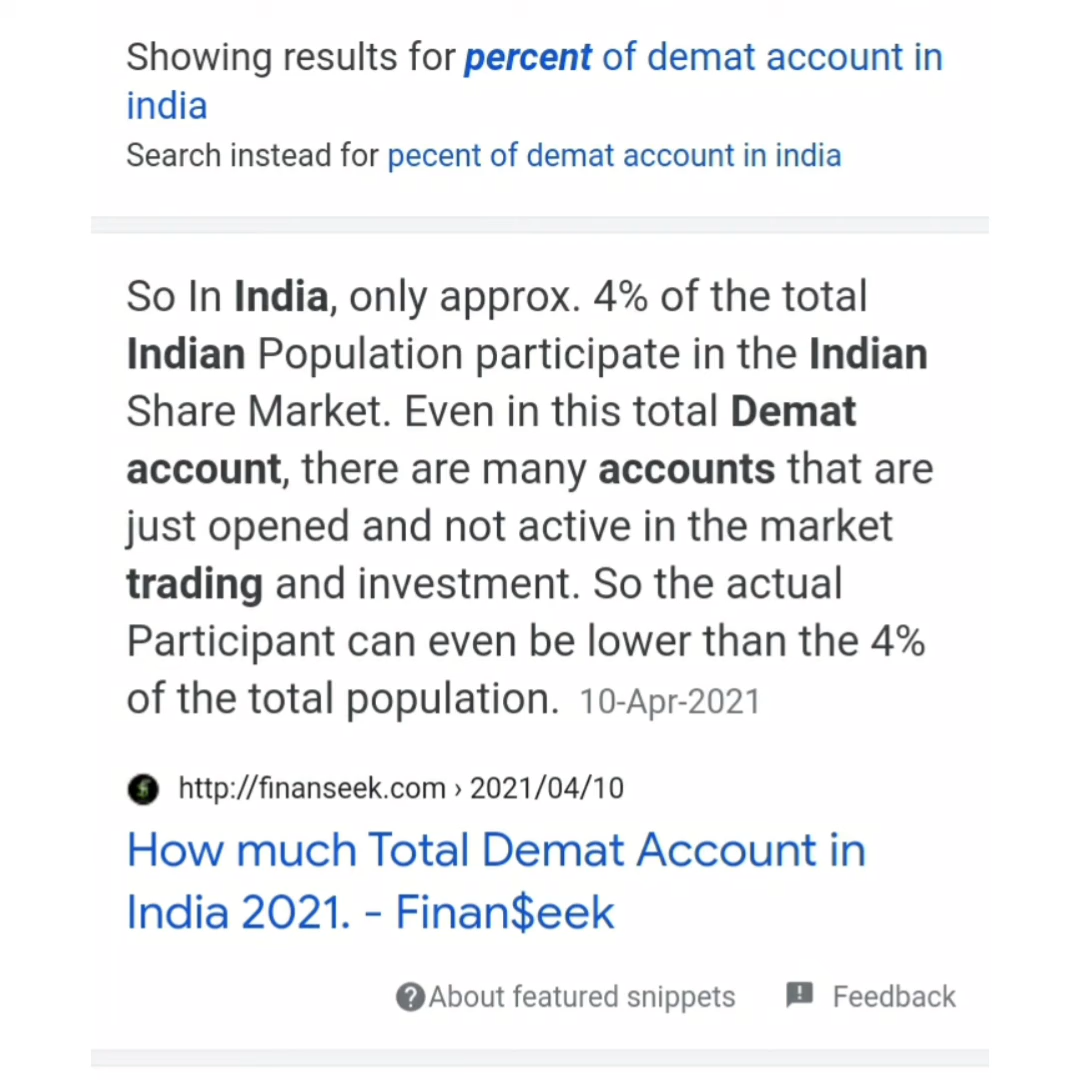 Showing results for percent of demat account in
india
Search instead for pecent of demat account in india
So In India, only approx. 4% of the total
Indian Population participate in the Indian
Share Market. Even in this total Demat
account, there are many accounts that are
just opened and not active in the market
trading and investment. So the actual
Participant can even be lower than the 4%
of the total population. 10-Apr-2021
http://finanseek.com › 2021/04/10
How much Total Demat Account in
India 2021. - Finan$eek
About featured snippets Feedback